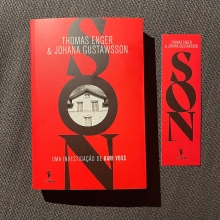 THOMAS ENGER
& JOHANA GUSTAWSSON
SON
UMA INVESTIGAÇÃO DE KARI VOSS
THOMAS ENGER
& JOHANA GUSTAWSSON
SON